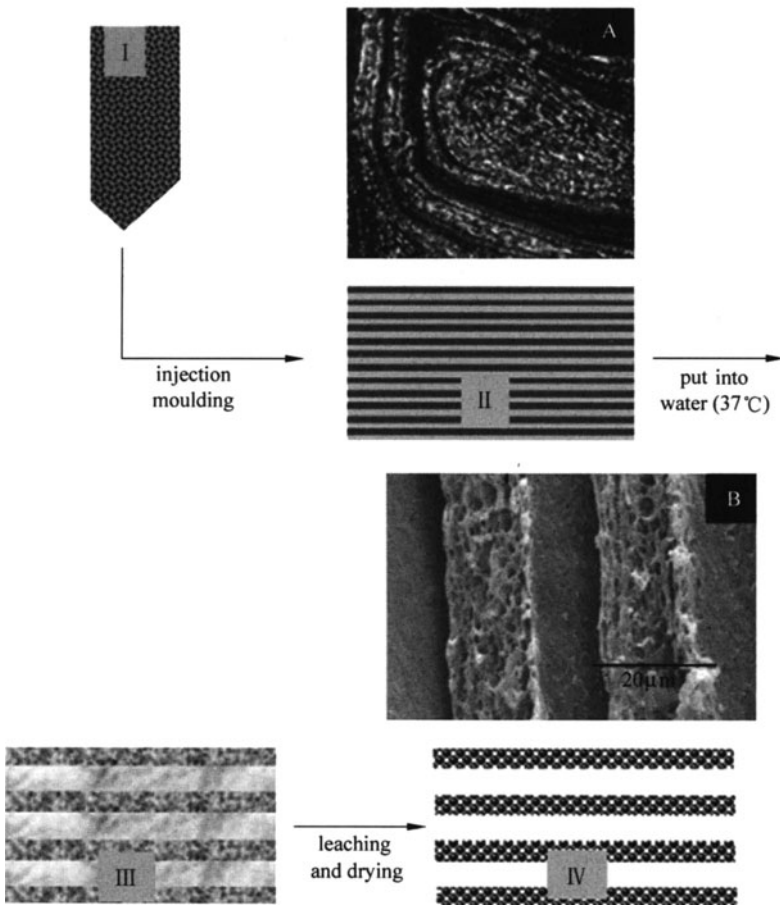 I
A
injection
moulding
II
put into
water (37℃)
B
20μm
III
leaching
and drying
IV